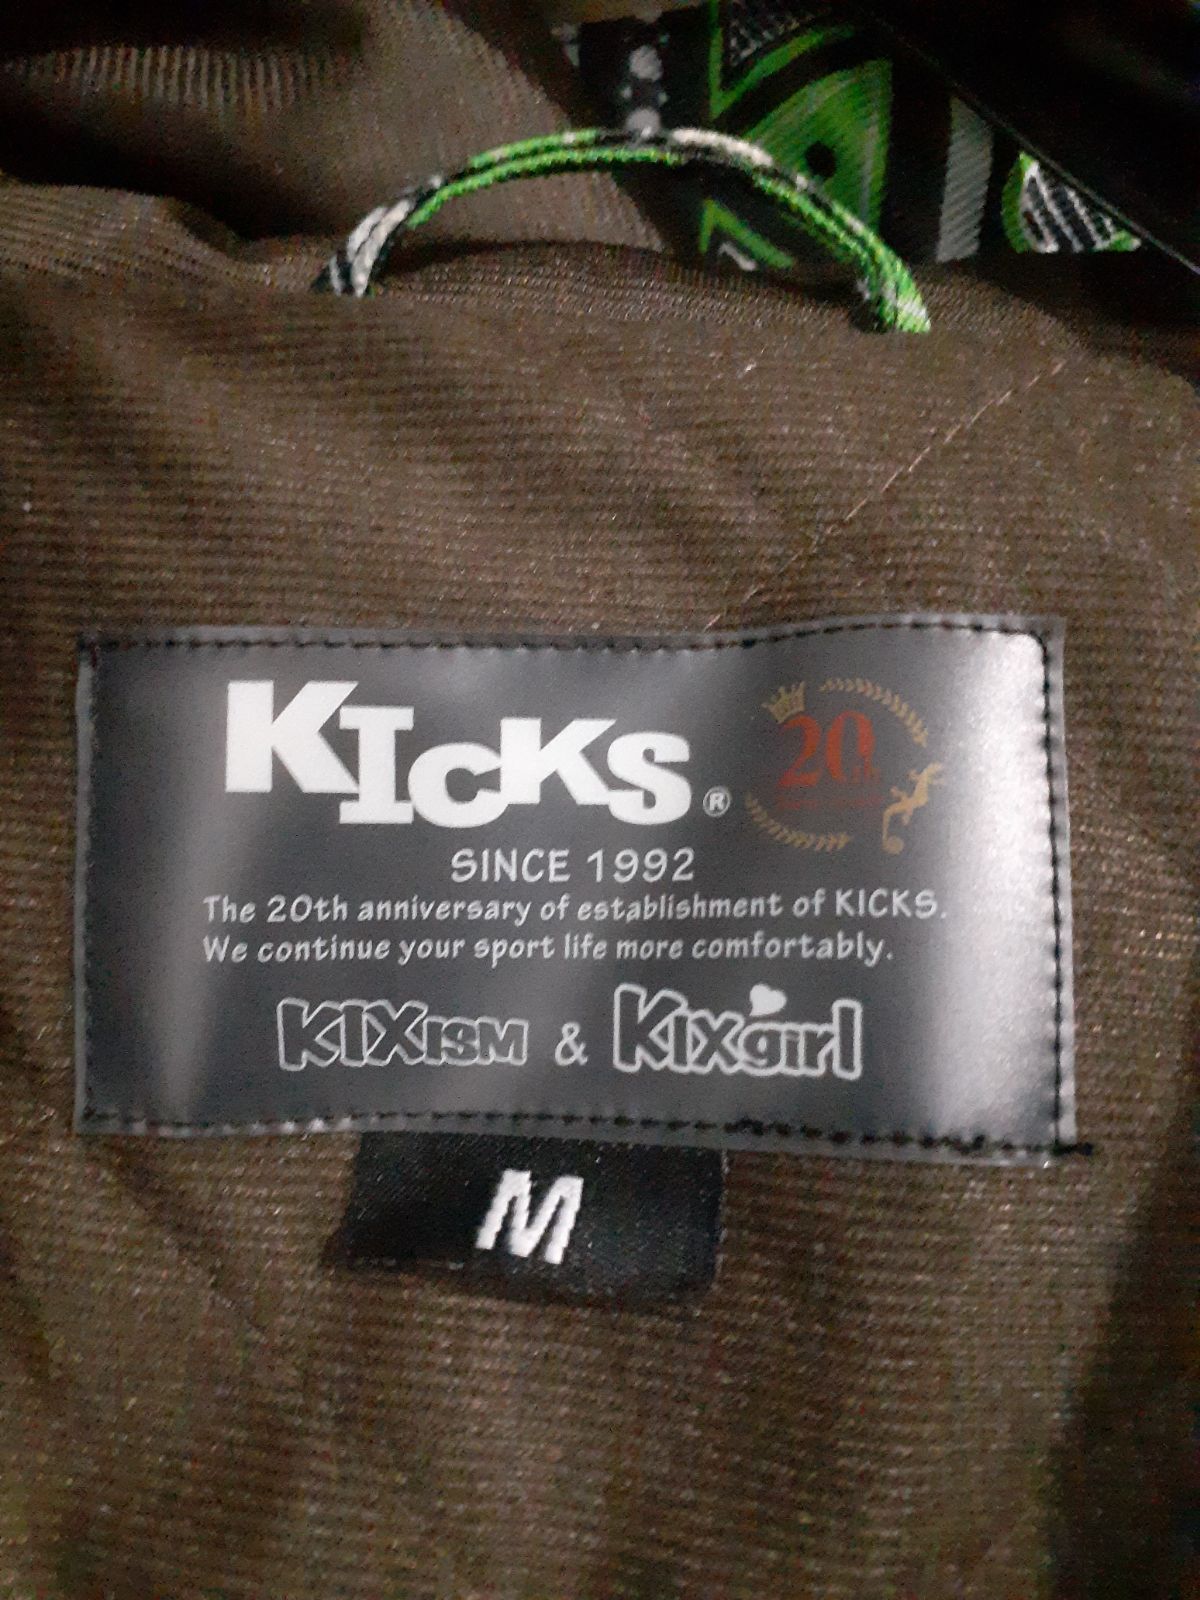 KICKS®
20th
SINCE 1992
The 20th anniversary of establishment of KICKS.
We continue your sport life more comfortably.
KIXISM & KIXgirl
M